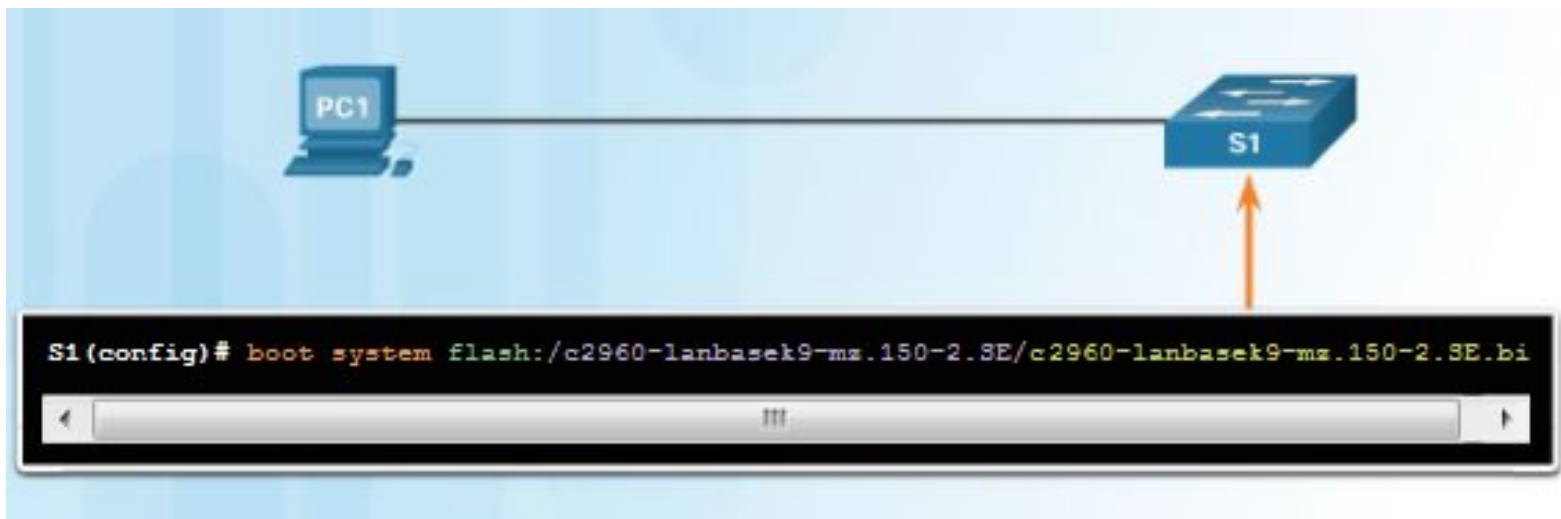 PC1
S1
S1(config)# boot system flash:/c2960-lanbasek9-mz.150-2.SE/c2960-lanbasek9-mz.150-2.SE.bi